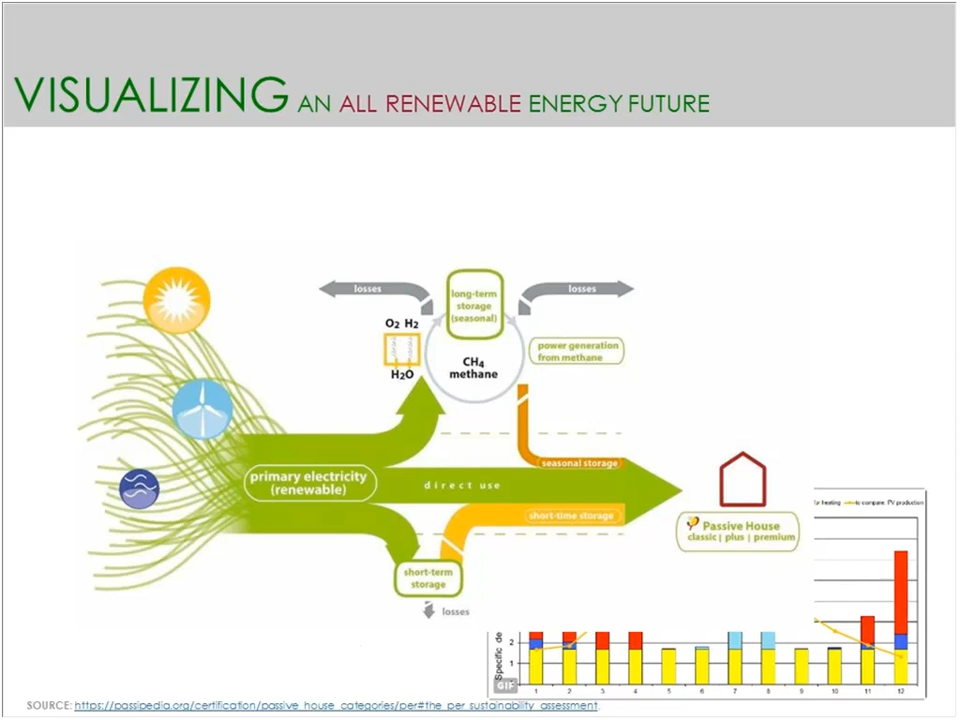 VISUALIZING AN ALL RENEWABLE ENERGY FUTURE
losses
long-term
storage
(seasonal)
losses
O2 H2
H2O
CH4
methane
power generation
from methane
primary electricity
(renewable)
direct use
seasonal storage
short-time storage
short-term
storage
losses
Passive House
classic | plus | premium
heating
to compare: PV production
Specific de
2
1
GIF
1 2 3 4 5 6 7 8 9 10 11 12
SOURCE: https://passipedia.org/certification/passive_house_categories/per#the_per_sustainability_assessment.